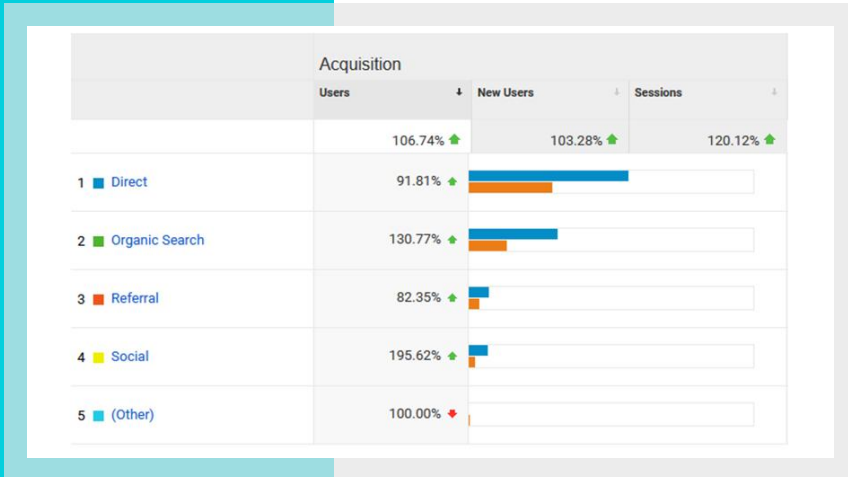 Acquisition
Users New Users Sessions
106.74% 103.28% 120.12%
1 Direct 91.81%
2 Organic Search 130.77%
3 Referral 82.35%
4 Social 195.62%
5 (Other) 100.00%